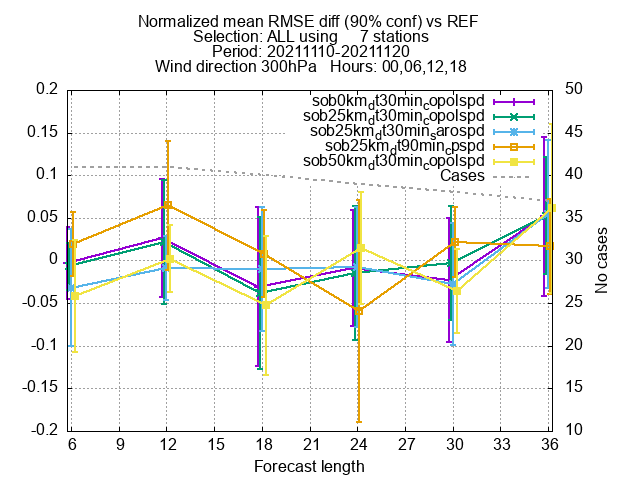 Normalized mean RMSE diff (90% conf) vs REF
Selection: ALL using 7 stations
Period: 20211110-20211120
Wind direction 300hPa Hours: 00,06,12,18
sob0km_dt30min_copolspd
sob25km_dt30min_copolspd
sob25km_dt30min_sarospd
sob25km_dt90min_cpspd
sob50km_dt30min_copolspd
Cases
0.2
0.15
0.1
0.05
0
-0.05
-0.1
-0.15
-0.2
50
45
40
35
30
25
20
15
10
No cases
6 9 12 15 18 21 24 27 30 33 36
Forecast length